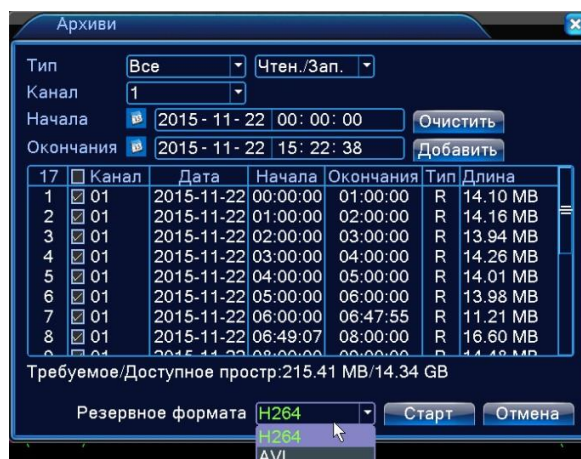 Архиви
Тип Все Чтен./Зап.
Канал 1
Начала 2015-11-22 00:00:00 Очистить
Окончания 2015-11-22 15:22:38 Добавить
17 Канал Дата Начала Окончания Тип Длина
1 01 2015-11-22 00:00:00 01:00:00 R 14.10 MB
2 01 2015-11-22 01:00:00 02:00:00 R 14.16 MB
3 01 2015-11-22 02:00:00 03:00:00 R 13.94 MB
4 01 2015-11-22 03:00:00 04:00:00 R 14.26 MB
5 01 2015-11-22 04:00:00 05:00:00 R 14.01 MB
6 01 2015-11-22 05:00:00 06:00:00 R 13.98 MB
7 01 2015-11-22 06:00:00 06:47:55 R 11.21 MB
8 01 2015-11-22 06:49:07 08:00:00 R 16.60 MB
Требуемое/Доступное простр:215.41 MB/14.34 GB
Резервное формата H264 Старт Отмена
H264
AVI